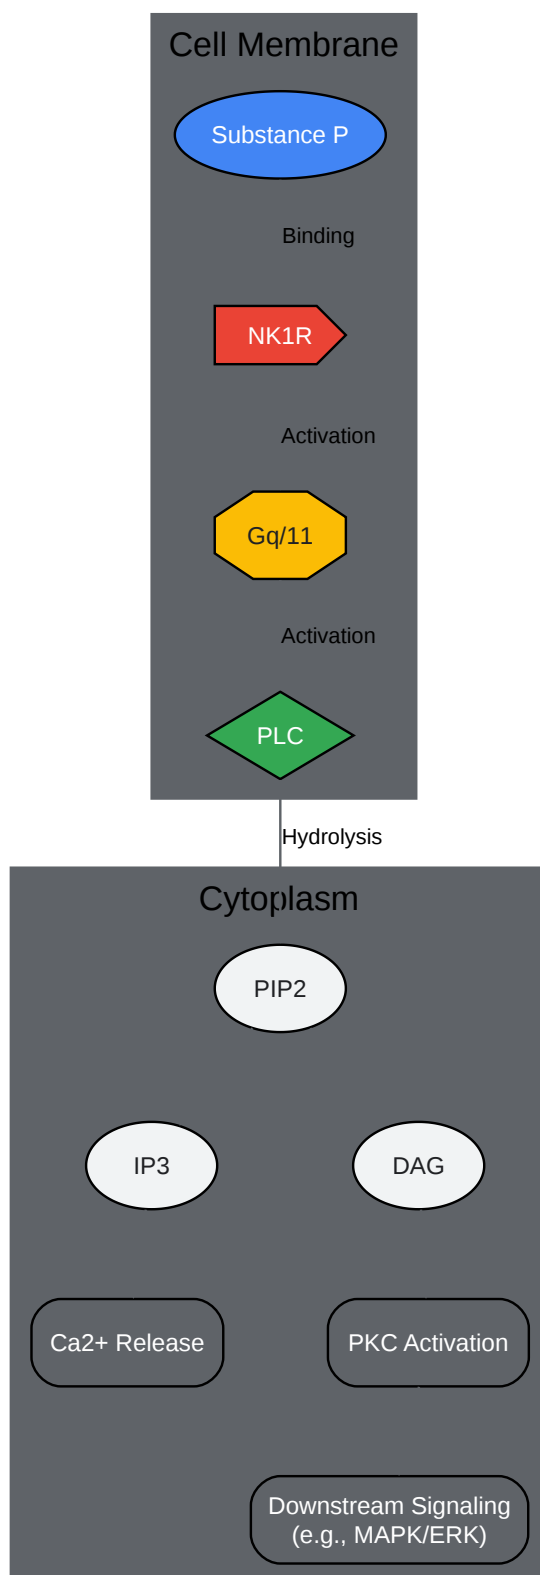 Cell Membrane
Substance P
Binding
NK1R
Activation
Gq/11
Activation
PLC
Hydrolysis
Cytoplasm
PIP2
IP3
DAG
Ca2+ Release
PKC Activation
Downstream Signaling
(e.g., MAPK/ERK)